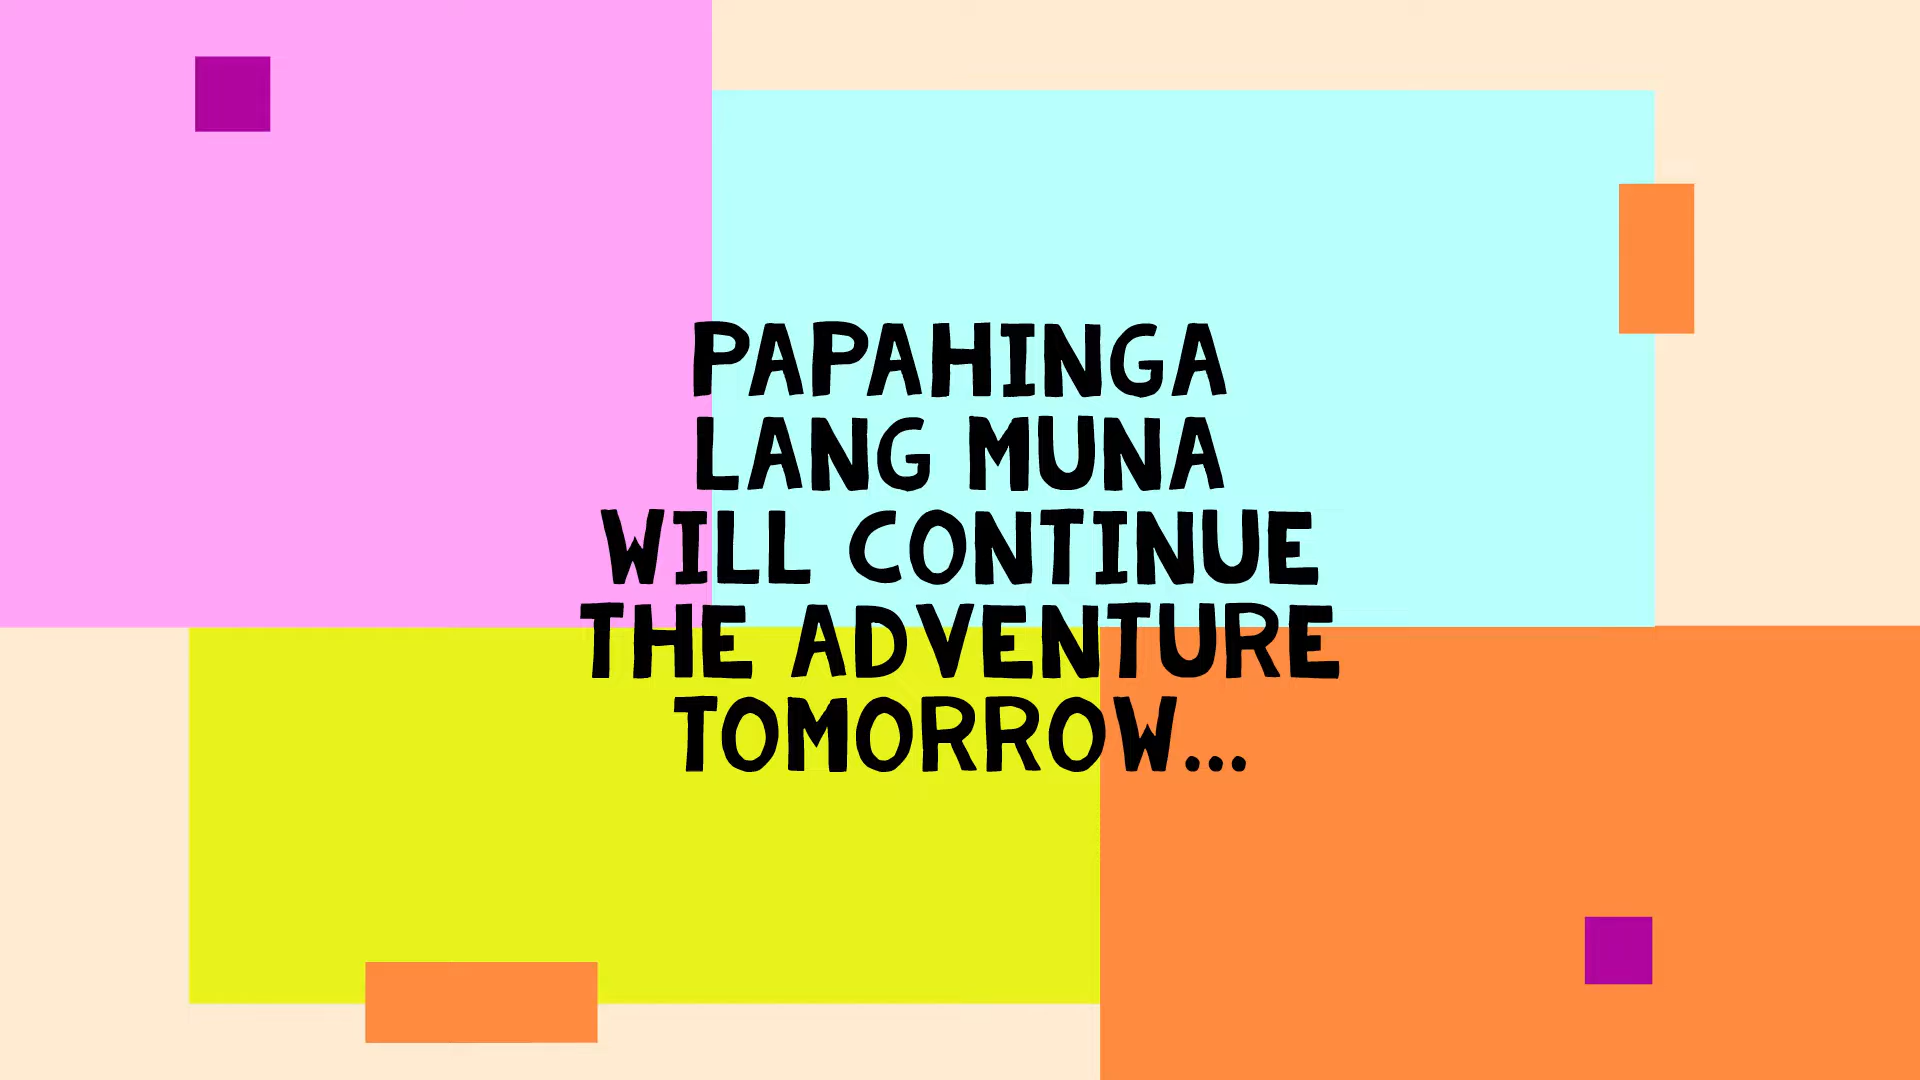 PAPAHINGA
LANG MUNA
WILL CONTINUE
THE ADVENTURE
TOMORROW...